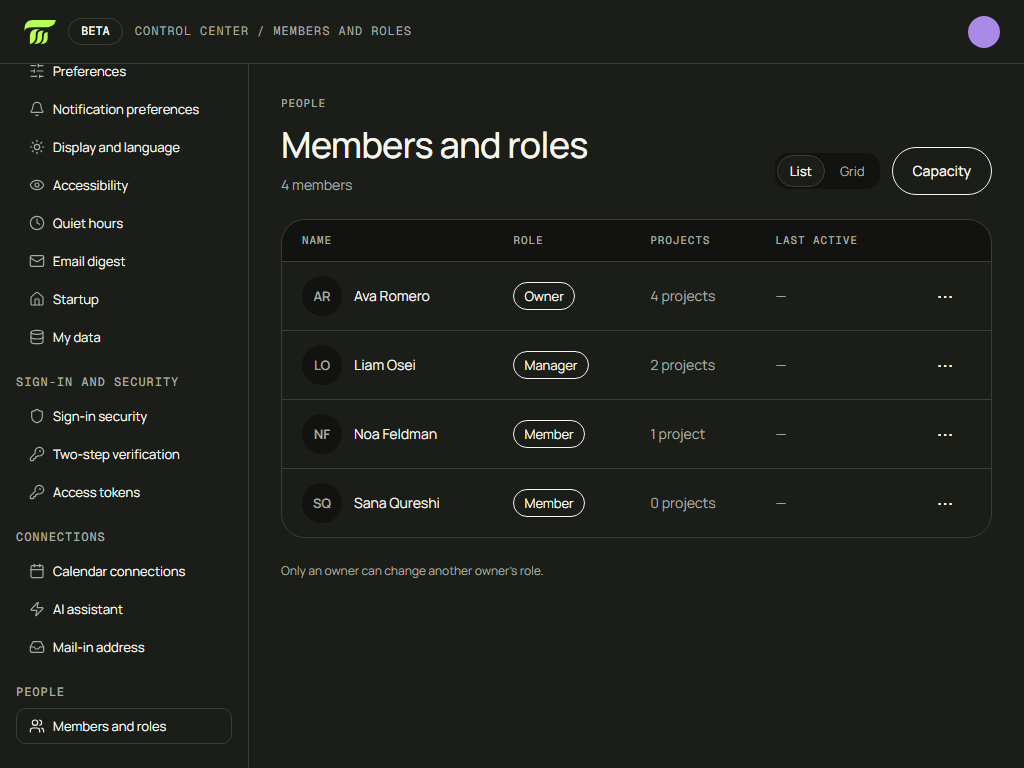 BETA
CONTROL CENTER / MEMBERS AND ROLES
Preferences
Notification preferences
Display and language
Accessibility
Quiet hours
Email digest
Startup
My data
SIGN-IN AND SECURITY
Sign-in security
Two-step verification
Access tokens
CONNECTIONS
Calendar connections
AI assistant
Mail-in address
PEOPLE
Members and roles
PEOPLE
Members and roles
4 members
List
Grid
Capacity
NAME ROLE PROJECTS LAST ACTIVE
AR Ava Romero Owner 4 projects —
LO Liam Osei Manager 2 projects —
NF Noa Feldman Member 1 project —
SQ Sana Qureshi Member 0 projects —
Only an owner can change another owner's role.